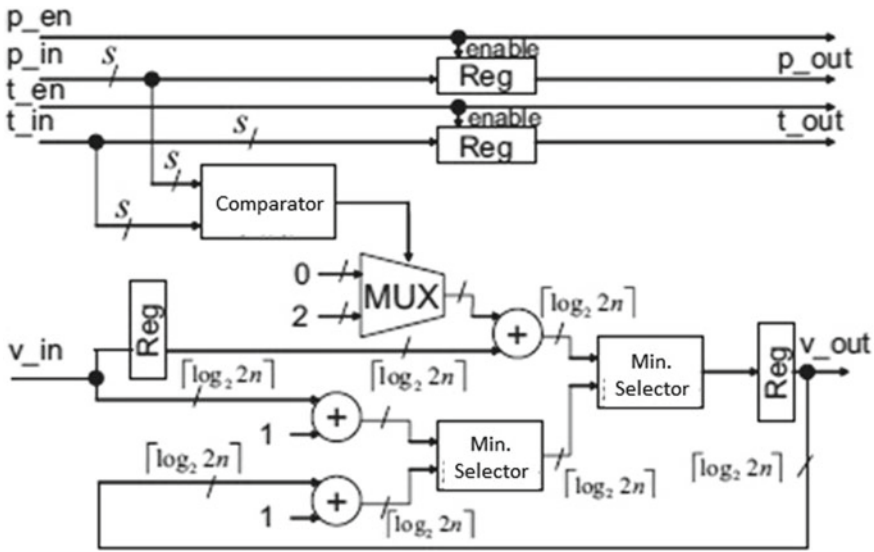 p_en
enable
p_in
S
Reg
p_out
t_en
enable
t_in
S
Reg
t_out
S
S
Comparator
0
MUX
2
+
⌈log₂ 2n⌉
Reg
v_in
⌈log₂ 2n⌉
⌈log₂ 2n⌉
Min.
Selector
Reg
v_out
1
+
Min.
Selector
⌈log₂ 2n⌉
⌈log₂ 2n⌉
⌈log₂ 2n⌉
1
+
⌈log₂ 2n⌉